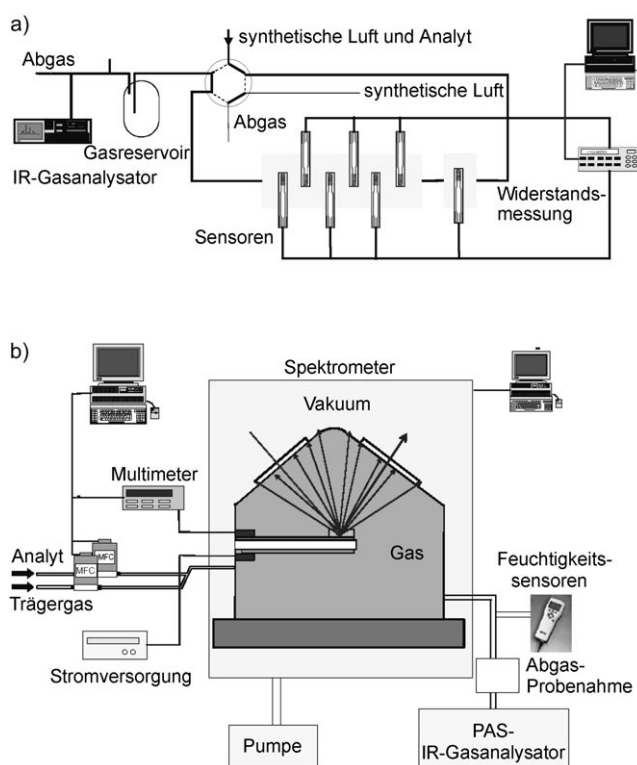 a)
synthetische Luft und Analyt
Abgas
synthetische Luft
Abgas
Gasreservoir
IR-Gasanalysator
Widerstands-
messung
Sensoren
b)
Spektrometer
Vakuum
Multimeter
Gas
Analyt
MFC
MFC
Trägergas
Feuchtigkeits-
sensoren
Stromversorgung
Abgas-
Probenahme
Pumpe
PAS-
IR-Gasanalysator